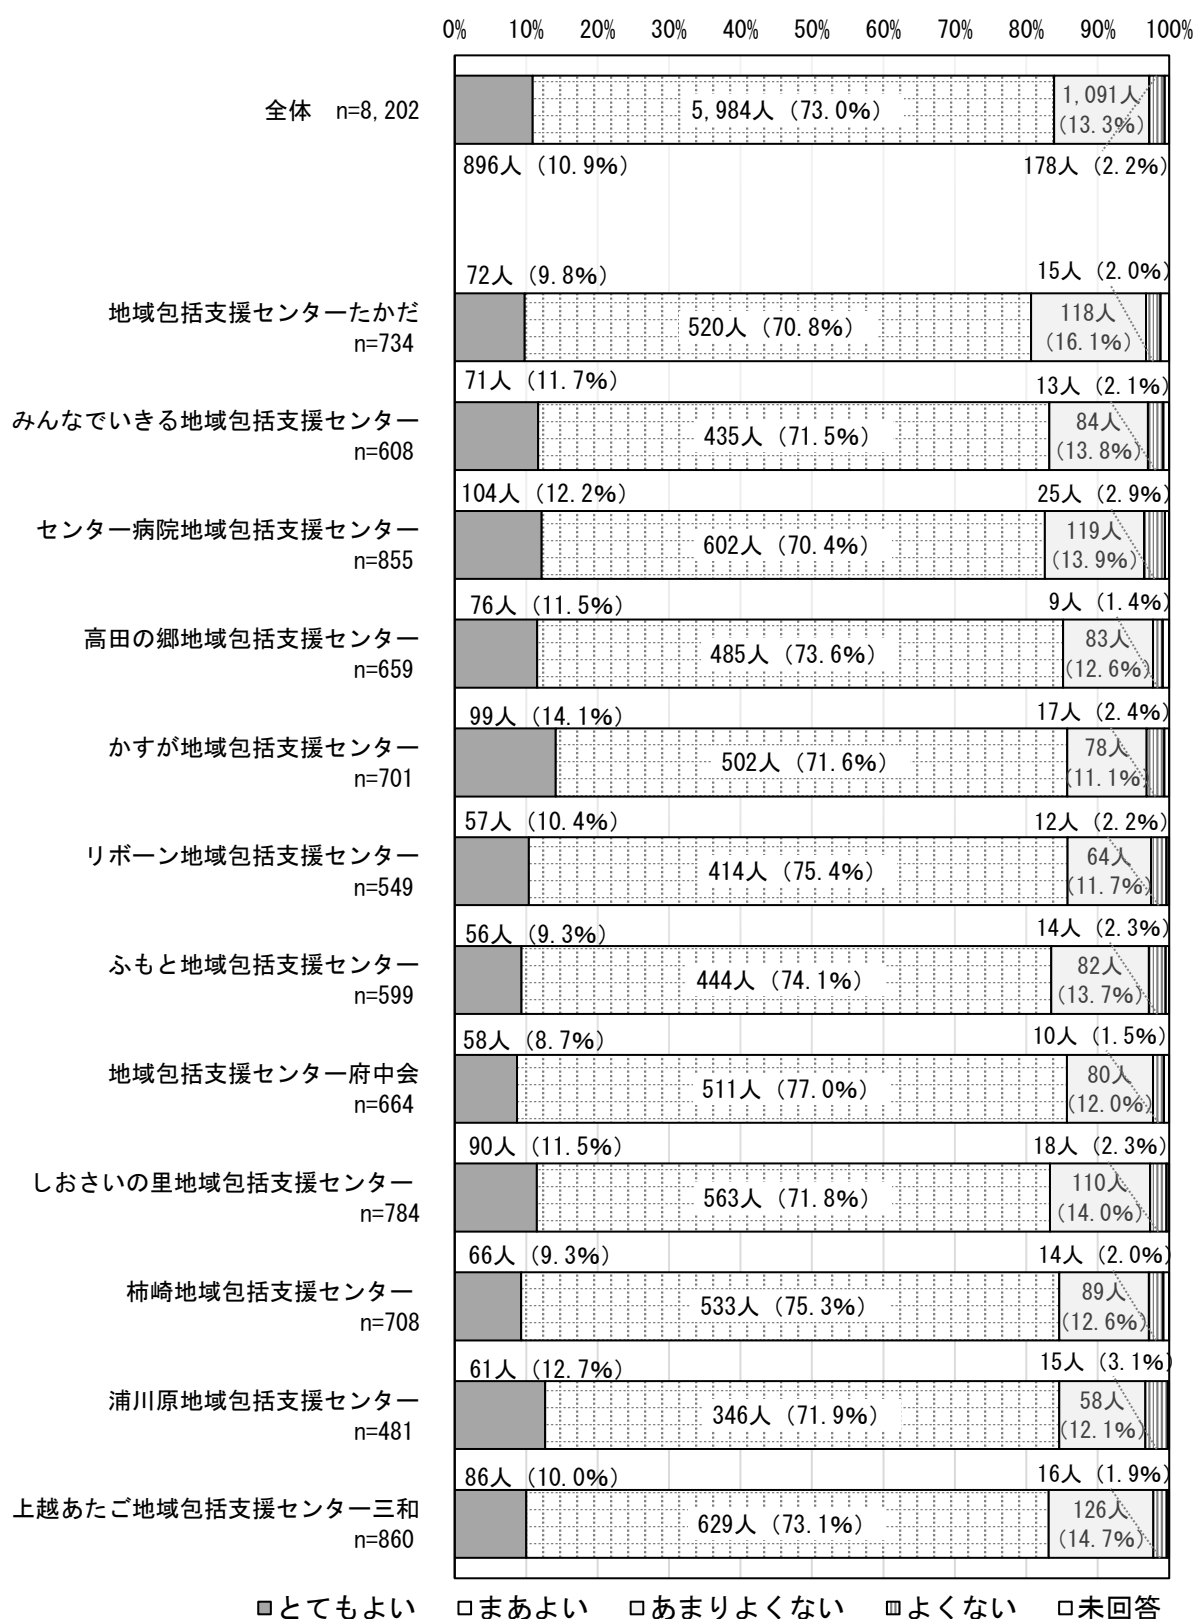 0% 10% 20% 30% 40% 50% 60% 70% 80% 90% 100%
全体　n=8,202
5,984人（73.0%）
1,091人
（13.3%）
896人（10.9%）
178人（2.2%）
72人（9.8%）
15人（2.0%）
地域包括支援センターたかだ
n=734
520人（70.8%）
118人
（16.1%）
71人（11.7%）
13人（2.1%）
みんなでいきる地域包括支援センター
n=608
435人（71.5%）
84人
（13.8%）
104人（12.2%）
25人（2.9%）
センター病院地域包括支援センター
n=855
602人（70.4%）
119人
（13.9%）
76人（11.5%）
9人（1.4%）
高田の郷地域包括支援センター
n=659
485人（73.6%）
83人
（12.6%）
99人（14.1%）
17人（2.4%）
かすが地域包括支援センター
n=701
502人（71.6%）
78人
（11.1%）
57人（10.4%）
12人（2.2%）
リボーン地域包括支援センター
n=549
414人（75.4%）
64人
（11.7%）
56人（9.3%）
14人（2.3%）
ふもと地域包括支援センター
n=599
444人（74.1%）
82人
（13.7%）
58人（8.7%）
10人（1.5%）
地域包括支援センター府中会
n=664
511人（77.0%）
80人
（12.0%）
90人（11.5%）
18人（2.3%）
しおさいの里地域包括支援センター
n=784
563人（71.8%）
110人
（14.0%）
66人（9.3%）
14人（2.0%）
柿崎地域包括支援センター
n=708
533人（75.3%）
89人
（12.6%）
61人（12.7%）
15人（3.1%）
浦川原地域包括支援センター
n=481
346人（71.9%）
58人
（12.1%）
86人（10.0%）
16人（1.9%）
上越あたご地域包括支援センター三和
n=860
629人（73.1%）
126人
（14.7%）
とてもよい　まあよい　あまりよくない　よくない　未回答